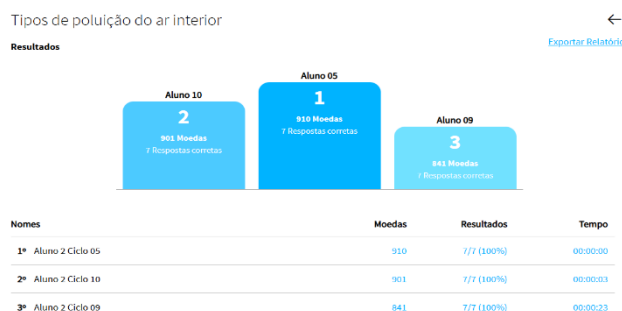 Tipos de poluição do ar interior
←
Resultados
Exportar Relatório
Aluno 05
1
910 Moedas
7 Respostas corretas
Aluno 10
2
901 Moedas
7 Respostas corretas
Aluno 09
3
841 Moedas
7 Respostas corretas
Nomes Moedas Resultados Tempo
1º Aluno 2 Ciclo 05 910 7/7 (100%) 00:00:00
2º Aluno 2 Ciclo 10 901 7/7 (100%) 00:00:03
3º Aluno 2 Ciclo 09 841 7/7 (100%) 00:00:23